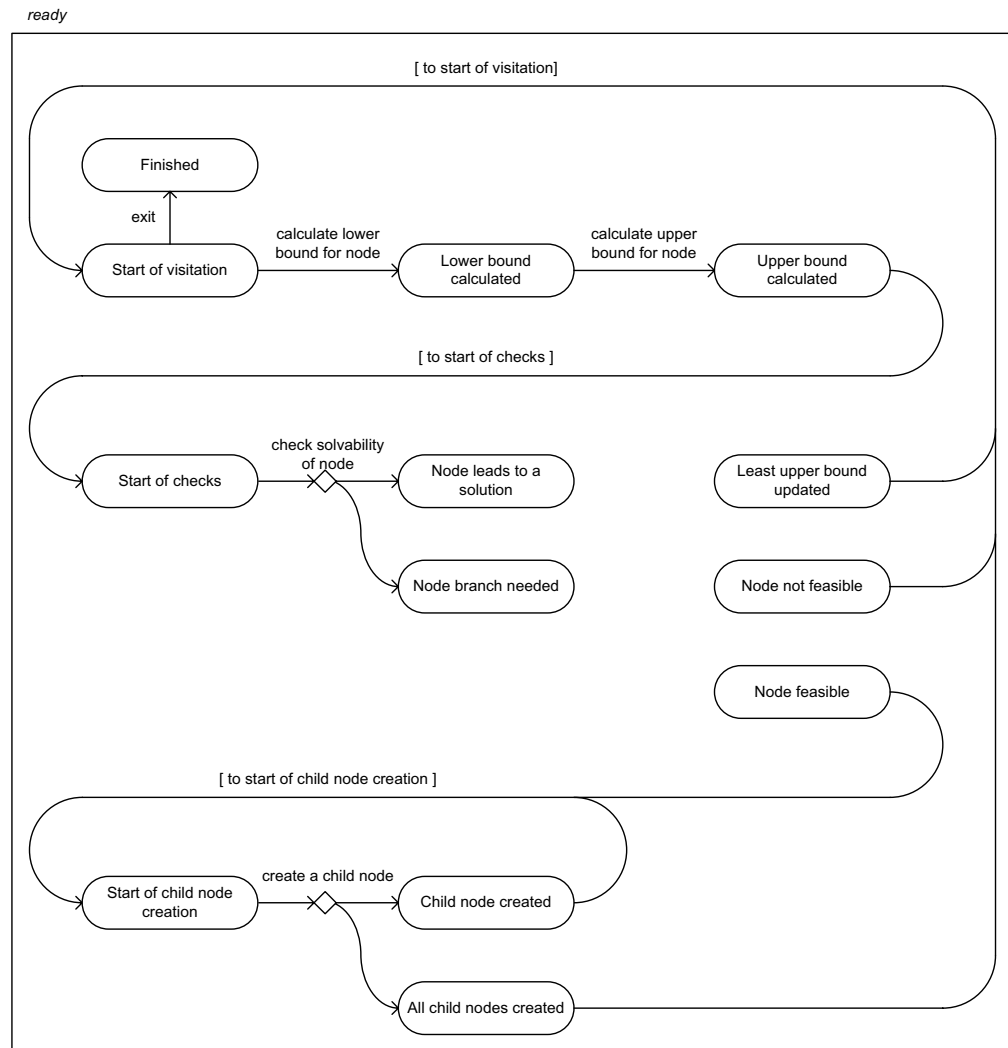 ready
[ to start of visitation]
Finished
exit
calculate lower
bound for node
calculate upper
bound for node
Start of visitation
Lower bound
calculated
Upper bound
calculated
[ to start of checks ]
check solvability
of node
Start of checks
Node leads to a
solution
Least upper bound
updated
Node branch needed
Node not feasible
Node feasible
[ to start of child node creation ]
create a child node
Start of child node
creation
Child node created
All child nodes created